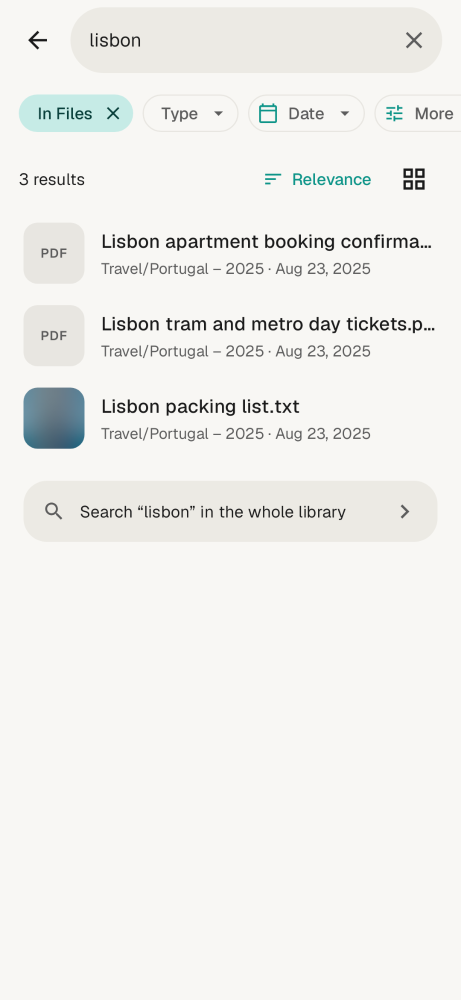 lisbon
In Files
Type
Date
More
3 results
Relevance
PDF
Lisbon apartment booking confirma...
Travel/Portugal – 2025 · Aug 23, 2025
PDF
Lisbon tram and metro day tickets.p...
Travel/Portugal – 2025 · Aug 23, 2025
Lisbon packing list.txt
Travel/Portugal – 2025 · Aug 23, 2025
Search “lisbon” in the whole library